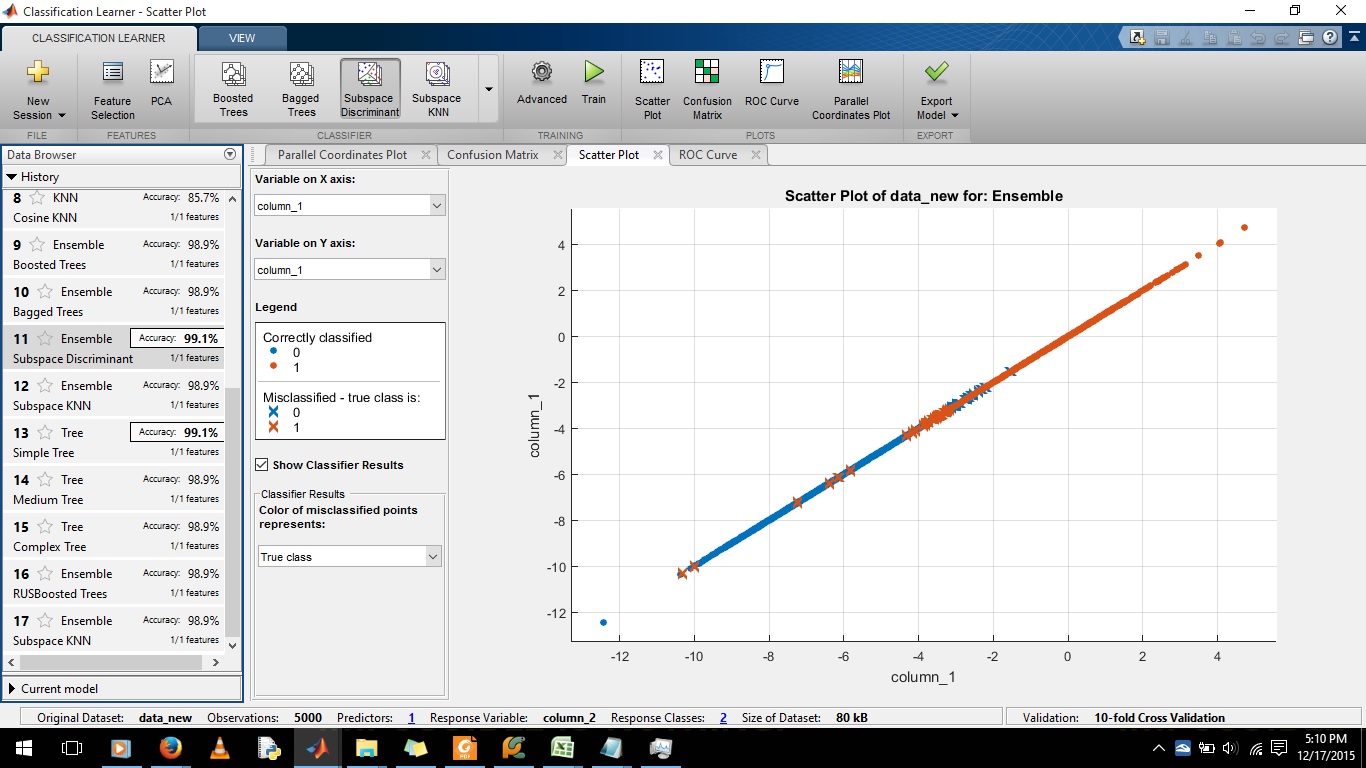 Classification Learner - Scatter Plot
CLASSIFICATION LEARNER
VIEW
New Session
Feature Selection
PCA
Boosted Trees
Bagged Trees
Subspace Discriminant
Subspace KNN
Advanced
Train
Scatter Plot
Confusion Matrix
ROC Curve
Parallel Coordinates Plot
Export Model
FILE
FEATURES
CLASSIFIER
TRAINING
PLOTS
EXPORT
Data Browser
History
8 KNN Accuracy: 85.7%
Cosine KNN 1/1 features
9 Ensemble Accuracy: 98.9%
Boosted Trees 1/1 features
10 Ensemble Accuracy: 98.9%
Bagged Trees 1/1 features
11 Ensemble Accuracy: 99.1%
Subspace Discriminant 1/1 features
12 Ensemble Accuracy: 98.9%
Subspace KNN 1/1 features
13 Tree Accuracy: 99.1%
Simple Tree 1/1 features
14 Tree Accuracy: 98.9%
Medium Tree 1/1 features
15 Tree Accuracy: 98.9%
Complex Tree 1/1 features
16 Ensemble Accuracy: 98.9%
RUSBoosted Trees 1/1 features
17 Ensemble Accuracy: 98.9%
Subspace KNN 1/1 features
Current model
Parallel Coordinates Plot
Confusion Matrix
Scatter Plot
ROC Curve
Variable on X axis:
column_1
Variable on Y axis:
column_1
Legend
Correctly classified
0
1
Misclassified - true class is:
0
1
Show Classifier Results
Classifier Results
Color of misclassified points
represents:
True class
Scatter Plot of data_new for: Ensemble
4
2
0
-2
-4
-6
-8
-10
-12
column_1
-12 -10 -8 -6 -4 -2 0 2 4
column_1
Original Dataset: data_new Observations: 5000 Predictors: 1 Response Variable: column_2 Response Classes: 2 Size of Dataset: 80 kB
Validation: 10-fold Cross Validation
5:10 PM
12/17/2015